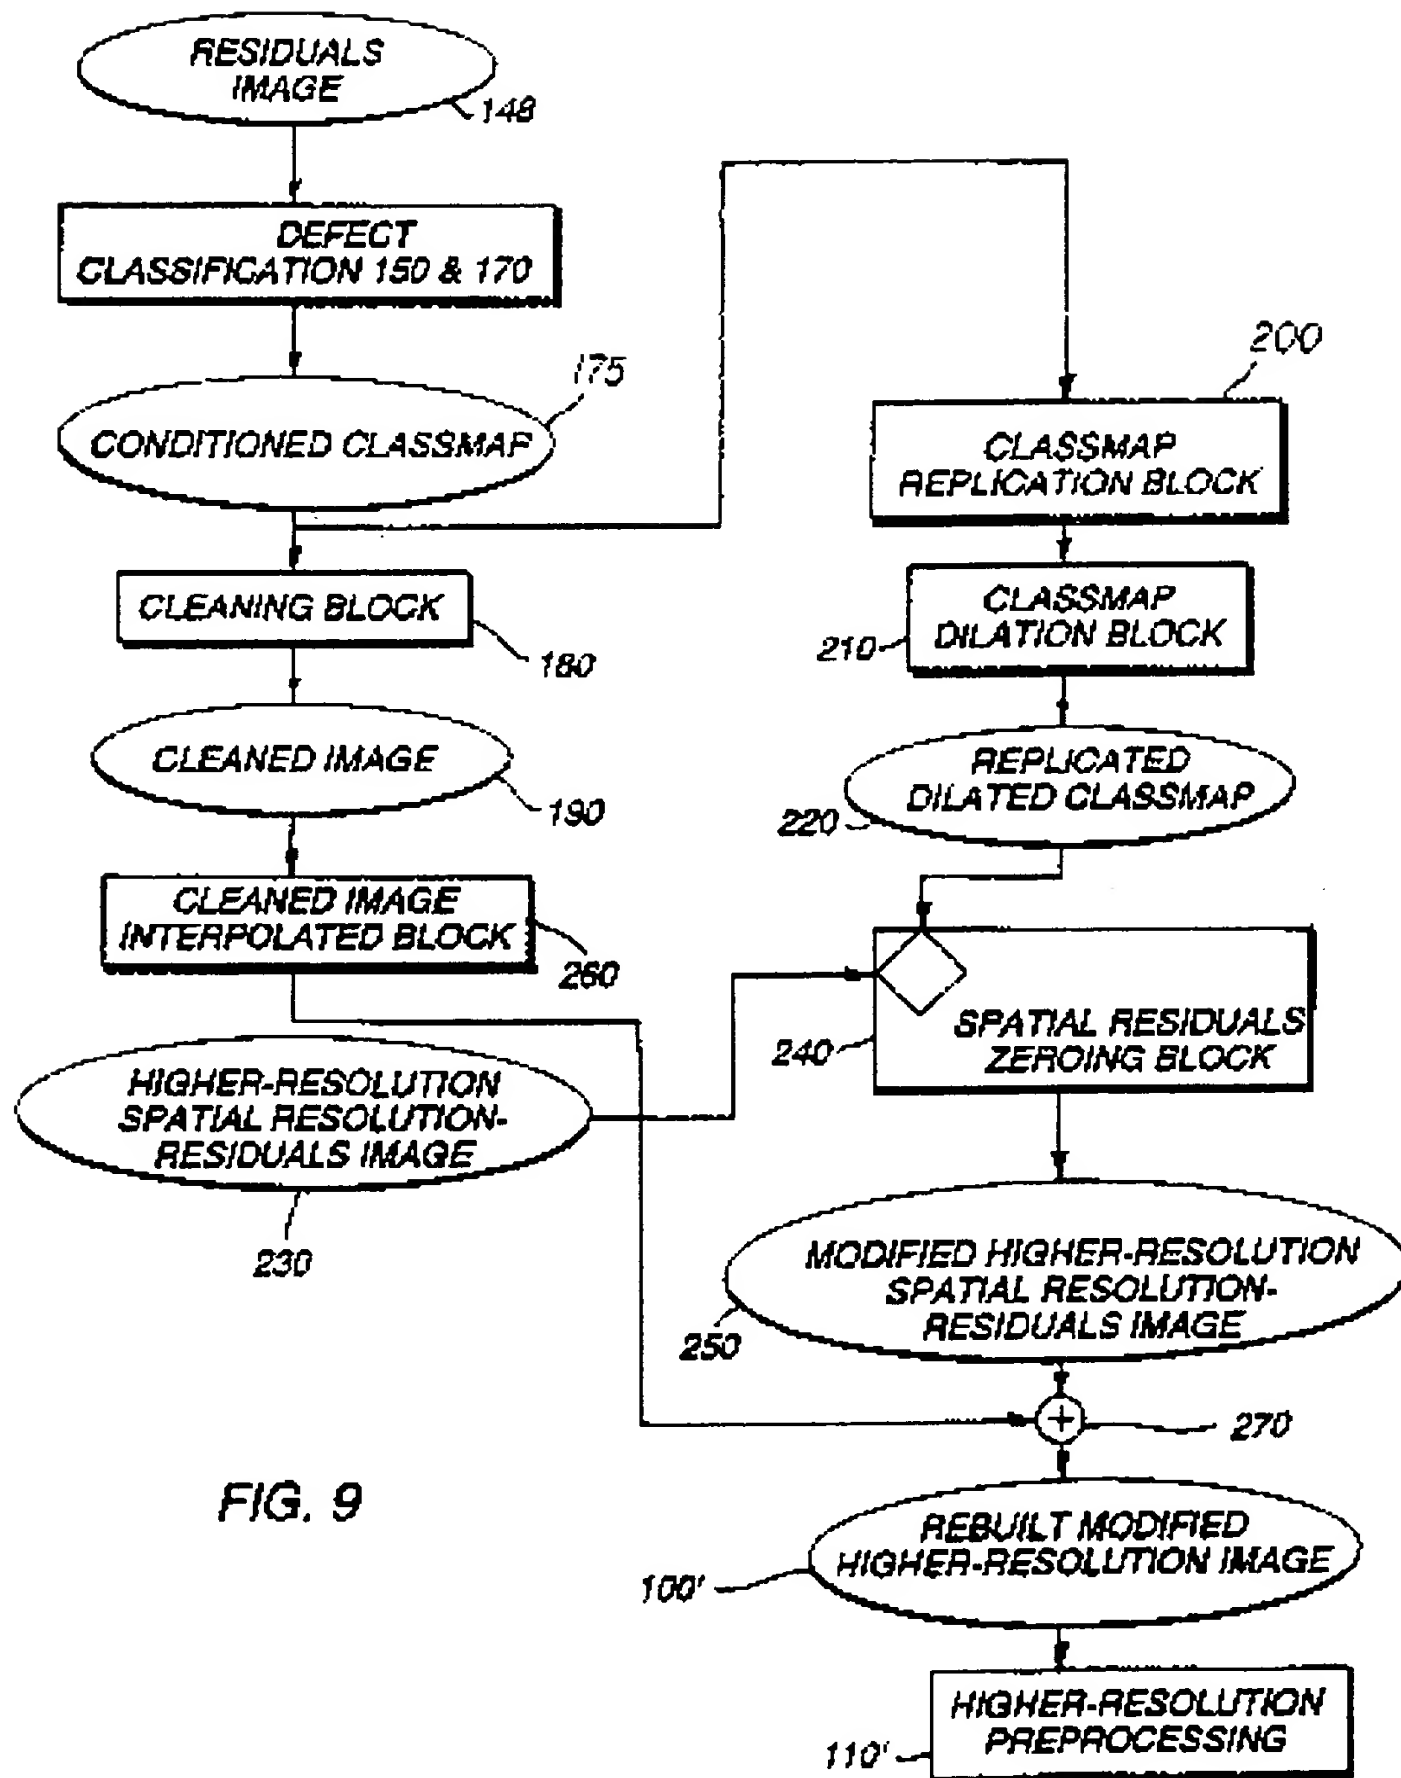 RESIDUALS
IMAGE
148
DEFECT
CLASSIFICATION 150 & 170
175
CONDITIONED CLASSMAP
CLEANING BLOCK
180
CLEANED IMAGE
190
CLEANED IMAGE
INTERPOLATED BLOCK
260
HIGHER-RESOLUTION
SPATIAL RESOLUTION-
RESIDUALS IMAGE
230
200
CLASSMAP
REPLICATION BLOCK
CLASSMAP
DILATION BLOCK
210
REPLICATED
DILATED CLASSMAP
220
SPATIAL RESIDUALS
ZEROING BLOCK
240
MODIFIED HIGHER-RESOLUTION
SPATIAL RESOLUTION-
RESIDUALS IMAGE
250
+
270
REBUILT MODIFIED
HIGHER-RESOLUTION IMAGE
100'
HIGHER-RESOLUTION
PREPROCESSING
110'
FIG. 9